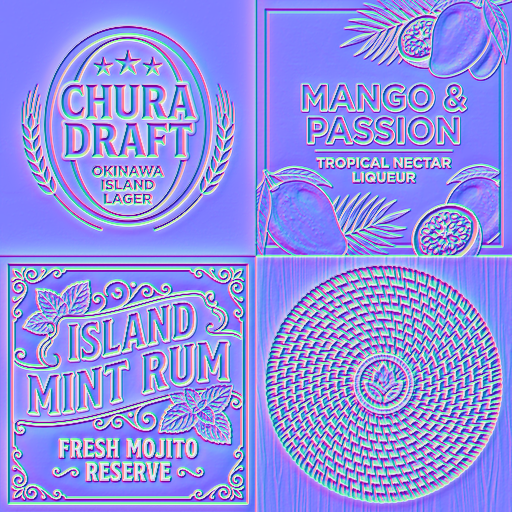 CHURA
DRAFT
OKINAWA
ISLAND
LAGER
MANGO &
PASSION
TROPICAL NECTAR
LIQUEUR
ISLAND
MINT RUM
FRESH MOJITO
RESERVE